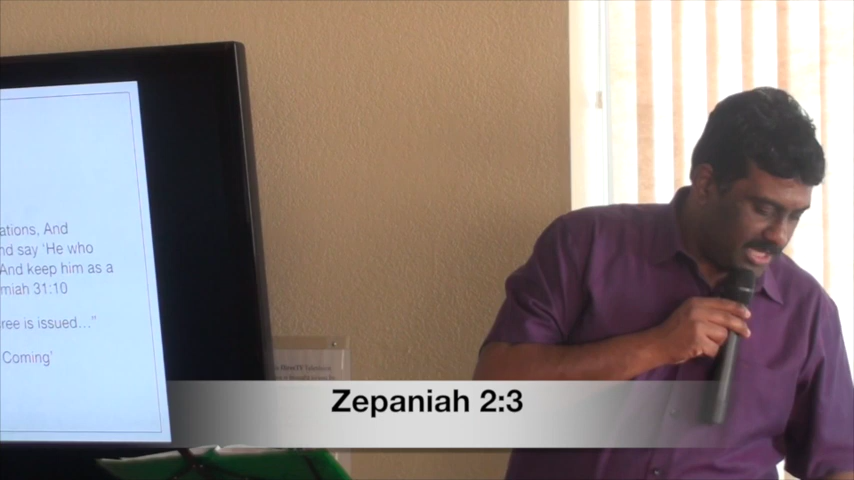 ations, And
nd say 'He who
And keep him as a
miah 31:10
ree is issued..."
Coming'
Zepaniah 2:3